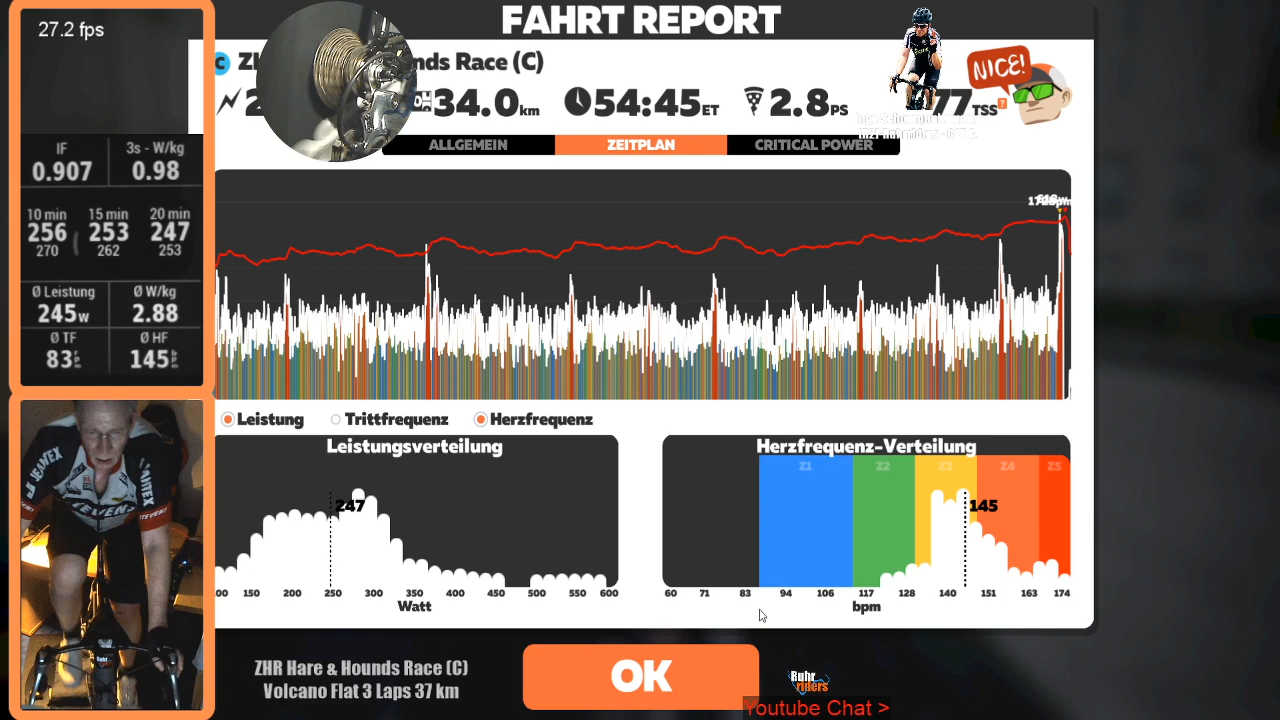 27.2 fps
FAHRT REPORT
nds Race (C)
NICE!
34.0km
54:45ET
2.8PS
77TSS
ALLGEMEIN
ZEITPLAN
CRITICAL POWER
IF
0.907
3s - W/kg
0.98
10 min
15 min
20 min
256
253
247
270
262
253
Ø Leistung
Ø W/kg
245w
2.88
Ø TF
Ø HF
83
145
Leistung
Trittfrequenz
Herzfrequenz
Leistungsverteilung
247
150
200
250
300
350
400
450
500
550
600
Watt
Herzfrequenz-Verteilung
Z1
Z2
Z3
Z4
Z5
145
60
71
83
94
106
117
128
140
151
163
174
bpm
JEANTEX
JEANTEX
STEVENS
STEVENS
ZHR Hare & Hounds Race (C)
Volcano Flat 3 Laps 37 km
OK
Ruhr
riders
Youtube Chat >